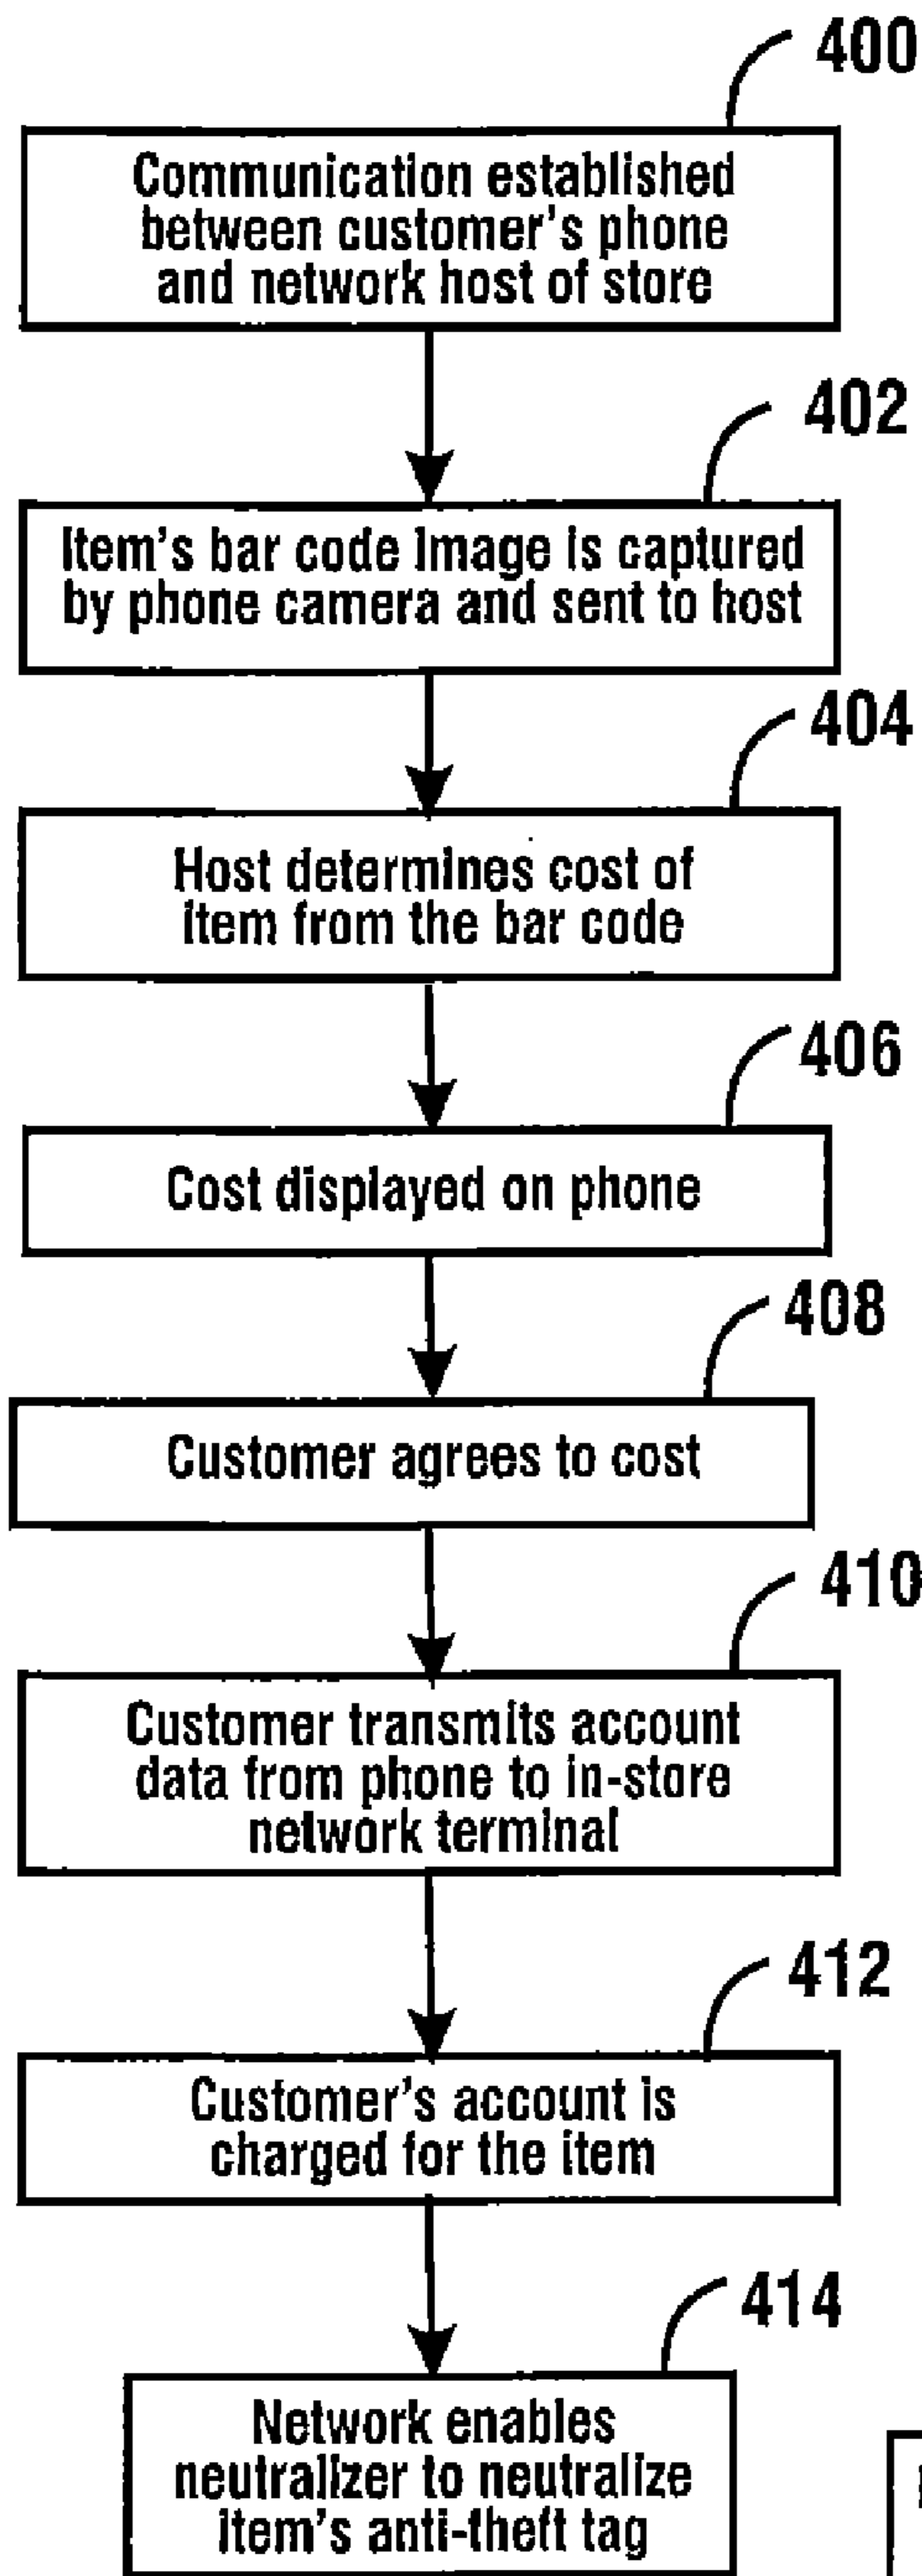 400
Communication established
between customer's phone
and network host of store
402
Item's bar code image is captured
by phone camera and sent to host
404
Host determines cost of
item from the bar code
406
Cost displayed on phone
408
Customer agrees to cost
410
Customer transmits account
data from phone to in-store
network terminal
412
Customer's account is
charged for the item
414
Network enables
neutralizer to neutralize
item's anti-theft tag